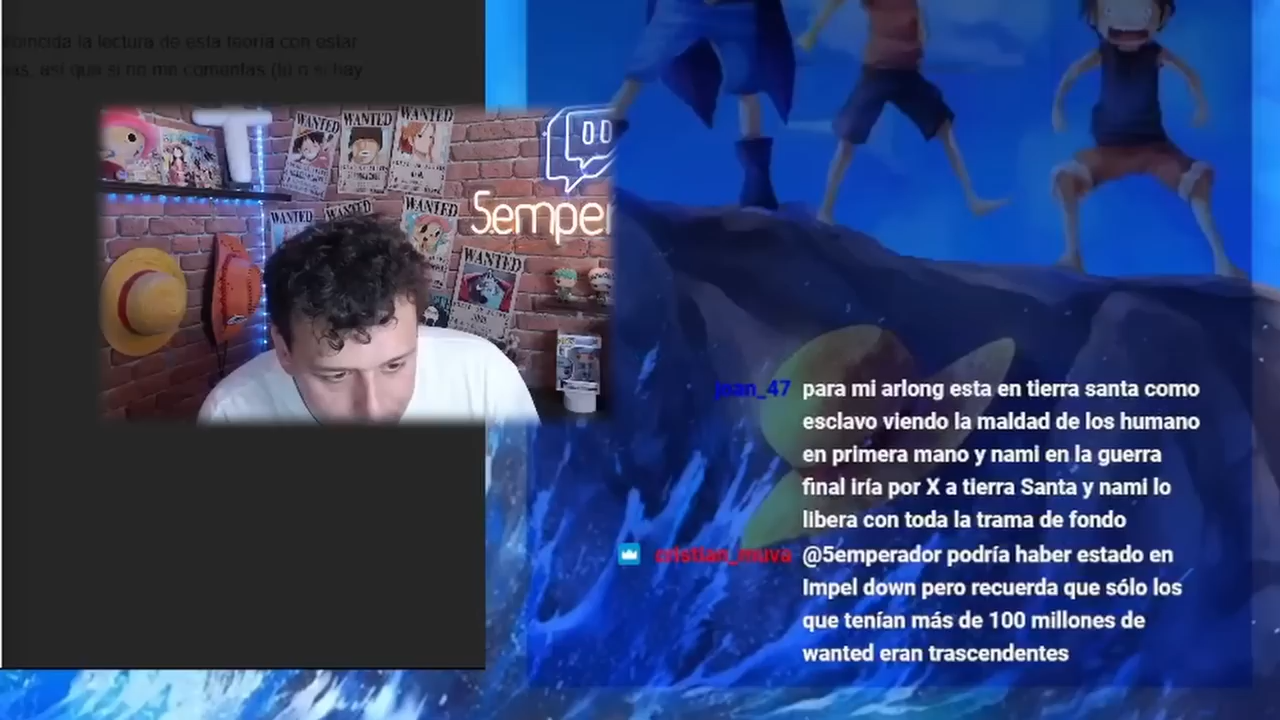 coincida la lectura de esta teoría con estar
as, así que si no me comentas (tú o si hay
WANTED WANTED WANTED
WANTED WANTED WANTED
WANTED
T
5emper
jean_47 para mi arlong esta en tierra santa como
esclavo viendo la maldad de los humano
en primera mano y nami en la guerra
final iría por X a tierra Santa y nami lo
libera con toda la trama de fondo
cristian_muva @5emperador podría haber estado en
Impel down pero recuerda que sólo los
que tenían más de 100 millones de
wanted eran trascendentes